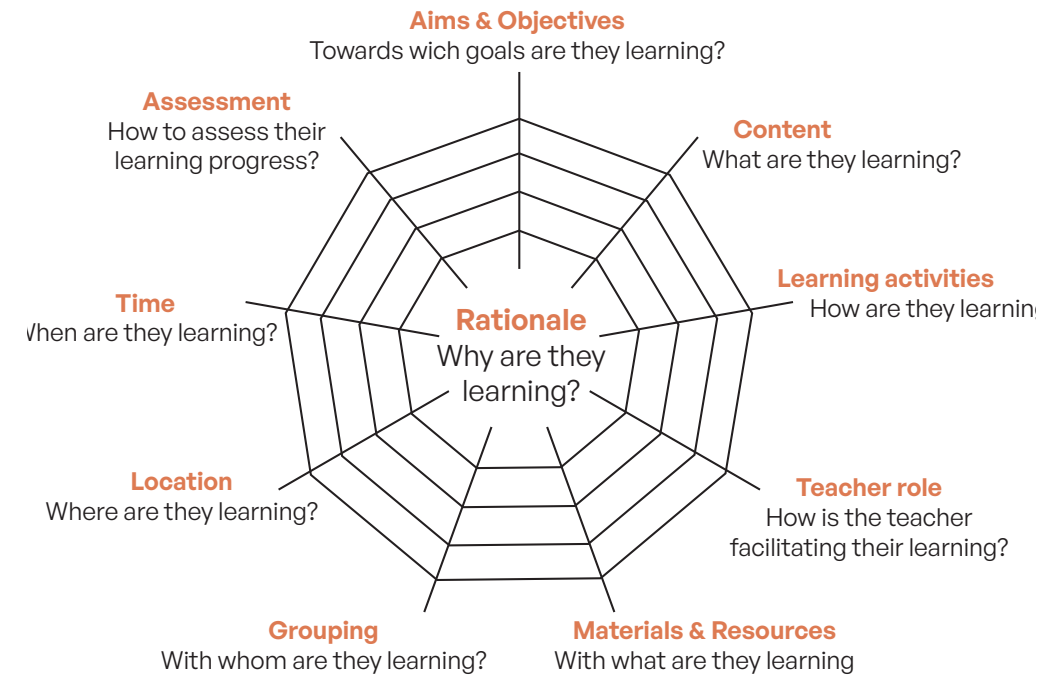 Aims & Objectives
Towards wich goals are they learning?
Assessment
How to assess their
learning progress?
Content
What are they learning?
Learning activities
How are they learnin
Time
When are they learning?
Rationale
Why are they
learning?
Location
Where are they learning?
Teacher role
How is the teacher
facilitating their learning?
Grouping
With whom are they learning?
Materials & Resources
With what are they learning